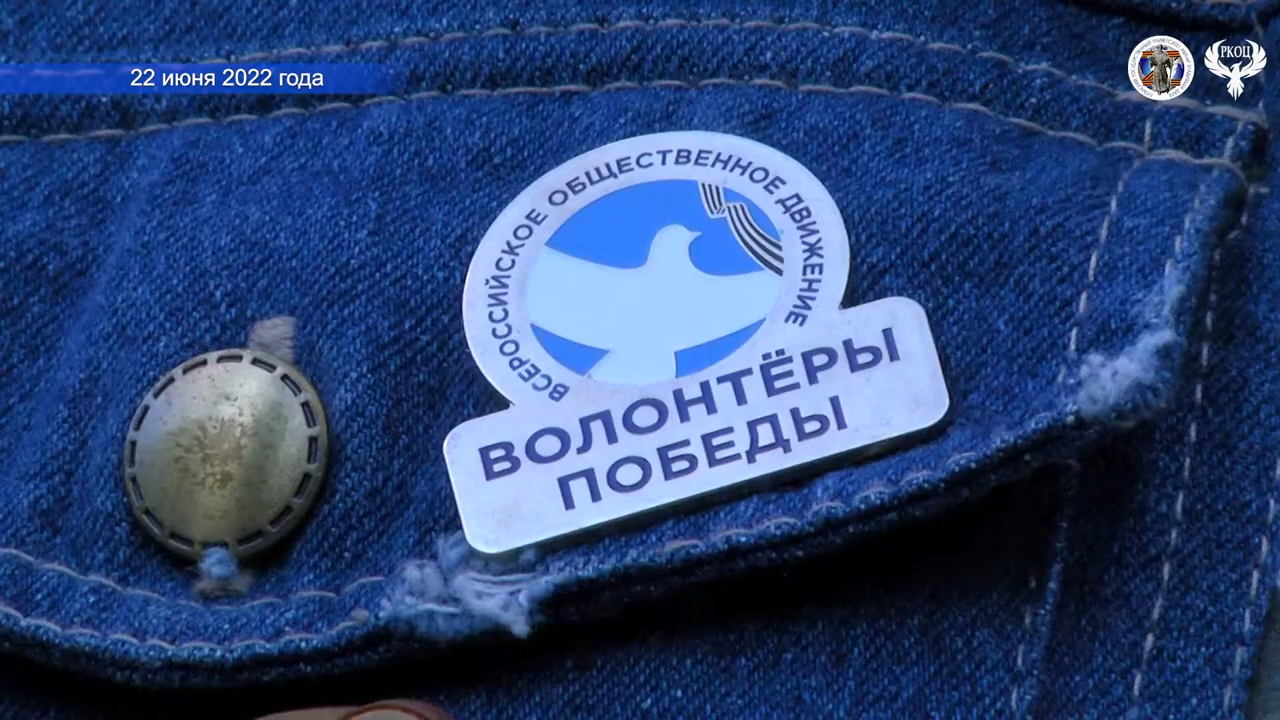 22 июня 2022 года
РКОЦ
ВСЕРОССИЙСКОЕ ОБЩЕСТВЕННОЕ ДВИЖЕНИЕ
ВОЛОНТЁРЫ
ПОБЕДЫ